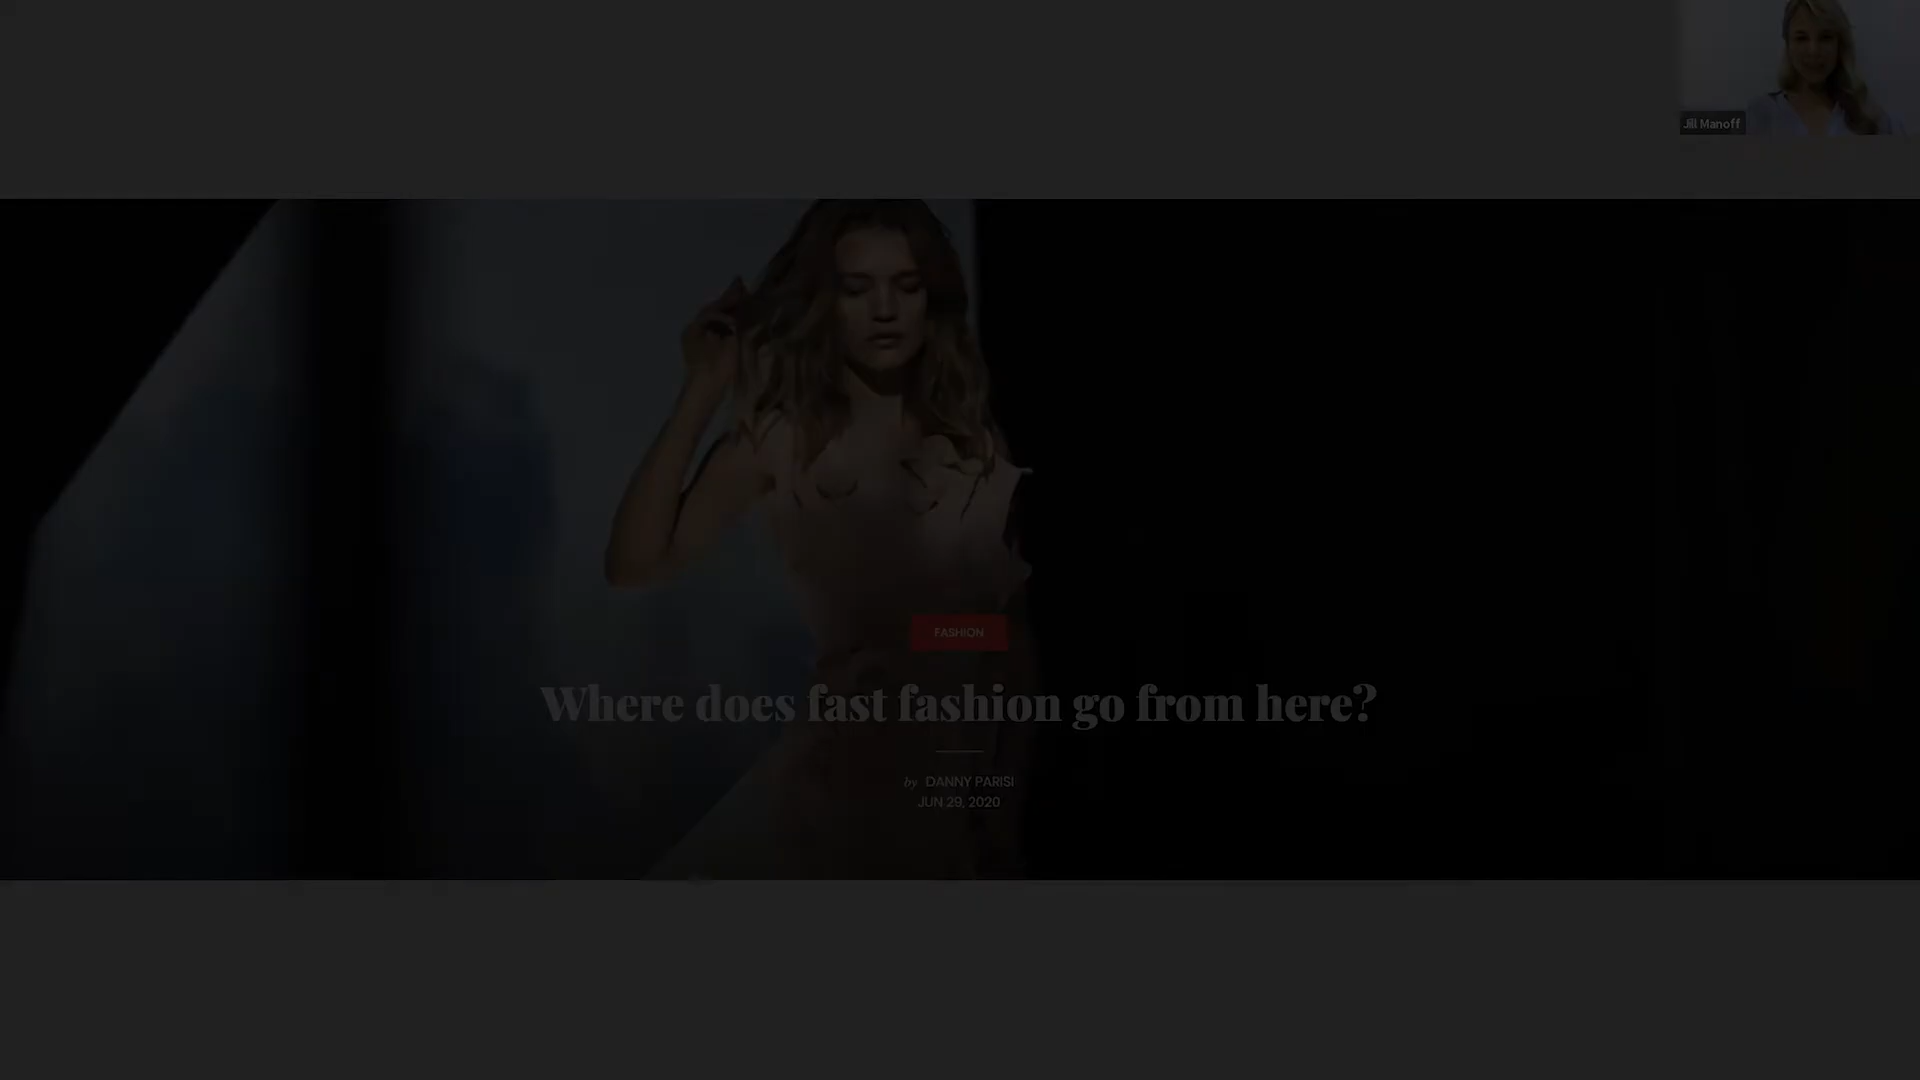 Jill Manoff
FASHION
Where does fast fashion go from here?
by DANNY PARISI
JUN 29, 2020